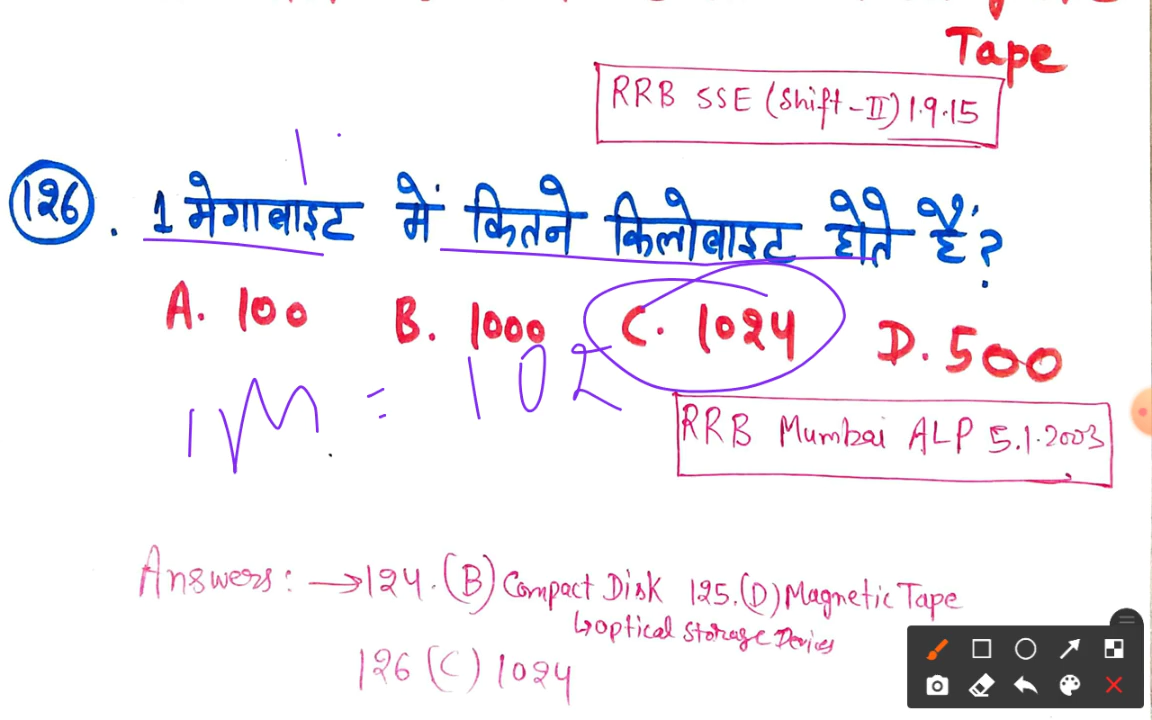 Tape
RRB SSE (Shift-II) 1.9.15
126. 1 मेगाबाइट में कितने किलोबाइट होते हैं?
A. 100 B. 1000 C. 1024 D. 500
1M = 102
RRB Mumbai ALP 5.1.2003
Answers: → 124. (B) Compact Disk 125. (D) Magnetic Tape
↳ optical Storage Devices
126 (C) 1024